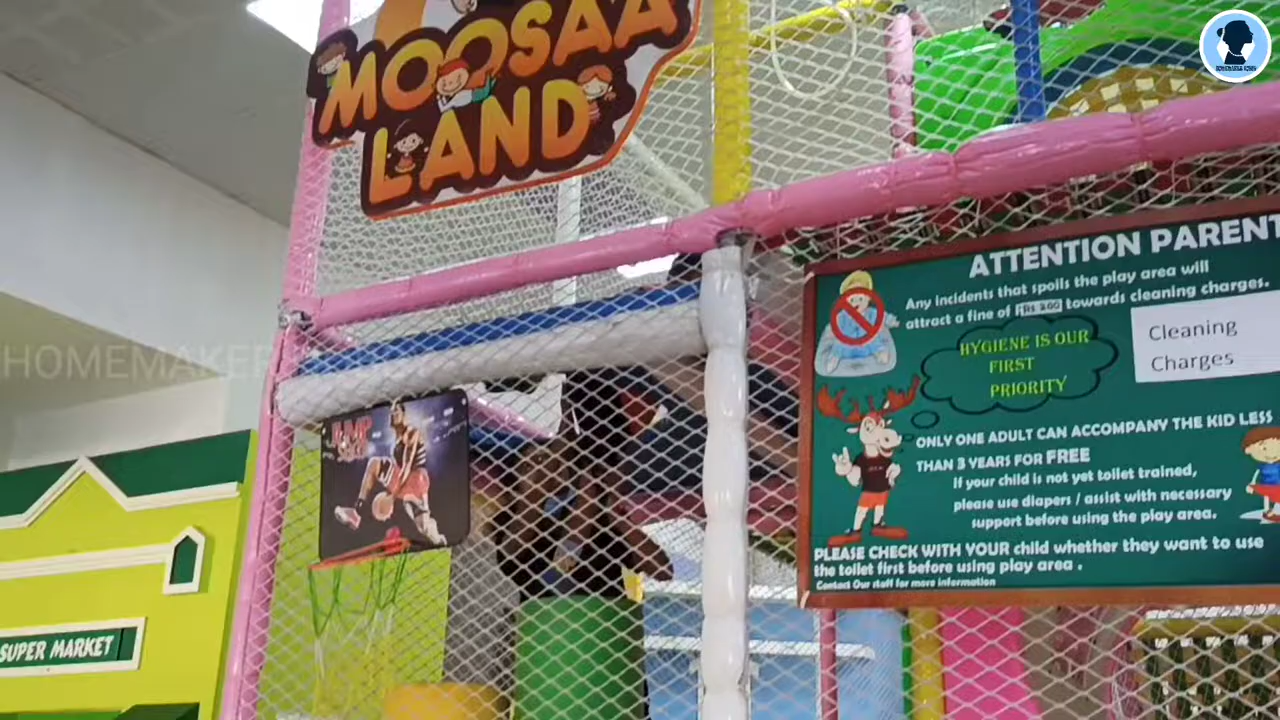 MOOSAA
LAND
ATTENTION PARENT
Any incidents that spoils the play area will
attract a fine of Rs 200 towards cleaning charges.
Cleaning
Charges
HYGIENE IS OUR
FIRST
PRIORITY
ONLY ONE ADULT CAN ACCOMPANY THE KID LESS
THAN 3 YEARS FOR FREE
If your child is not yet toilet trained,
please use diapers / assist with necessary
support before using the play area.
PLEASE CHECK WITH YOUR child whether they want to use
the toilet first before using play area .
Contact Our staff for more information
HOMEMAKER
JUMP
SUPER MARKET